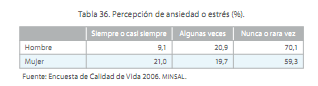 Tabla 36. Percepción de ansiedad o estrés (%).
Siempre o casi siempre Algunas veces Nunca o rara vez
Hombre 9,1 20,9 70,1
Mujer 21,0 19,7 59,3
Fuente: Encuesta de Calidad de Vida 2006. MINSAL.